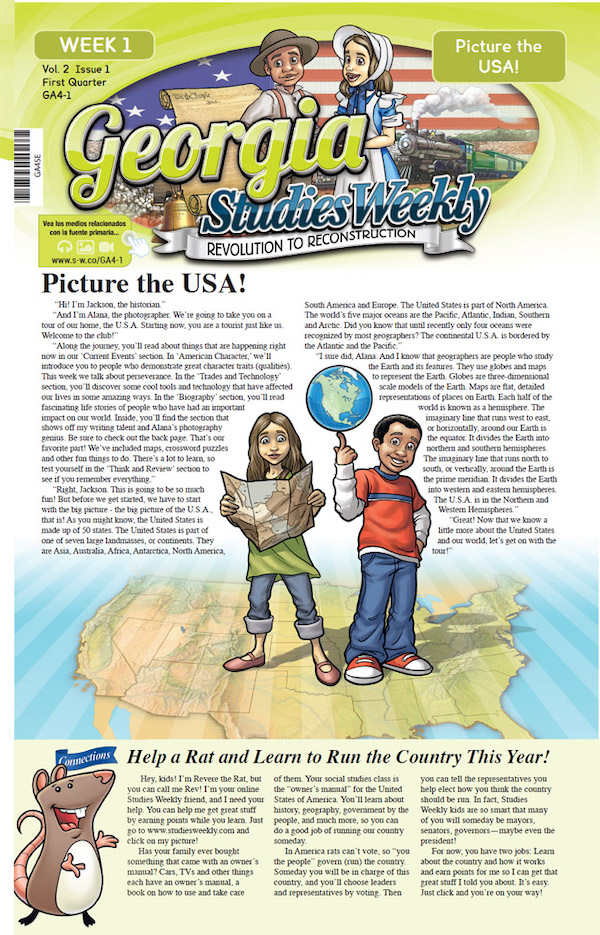 WEEK 1
Vol. 2 Issue 1
First Quarter
GA4-1
Picture the
USA!
We the People
Georgia
Studies Weekly
REVOLUTION TO RECONSTRUCTION
GA4SE
Vea los medios relacionados
con la fuente primaria...
www.s-w.co/GA4-1
Picture the USA!
“Hi! I’m Jackson, the historian.”
“And I’m Alana, the photographer. We’re going to take you on a
tour of our home, the U.S.A. Starting now, you are a tourist just like us.
Welcome to the club!”
“Along the journey, you’ll read about things that are happening right
now in our ‘Current Events’ section. In ‘American Character,’ we’ll
introduce you to people who demonstrate great character traits (qualities).
This week we talk about perseverance. In the ‘Trades and Technology’
section, you’ll discover some cool tools and technology that have affected
our lives in some amazing ways. In the ‘Biography’ section, you’ll read
fascinating life stories of people who have had an important
impact on our world. Inside, you’ll find the section that
shows off my writing talent and Alana’s photography
genius. Be sure to check out the back page. That’s our
favorite part! We’ve included maps, crossword puzzles
and other fun things to do. There’s a lot to learn, so
test yourself in the ‘Think and Review’ section to
see if you remember everything.”
“Right, Jackson. This is going to be so much
fun! But before we get started, we have to start
with the big picture - the big picture of the U.S.A.,
that is! As you might know, the United States is
made up of 50 states. The United States is part of
one of seven large landmasses, or continents. They
are Asia, Australia, Africa, Antarctica, North America,
South America and Europe. The United States is part of North America.
The world’s five major oceans are the Pacific, Atlantic, Indian, Southern
and Arctic. Did you know that until recently only four oceans were
recognized by most geographers? The continental U.S.A. is bordered by
the Atlantic and the Pacific.”
“I sure did, Alana. And I know that geographers are people who study
the Earth and its features. They use globes and maps
to represent the Earth. Globes are three-dimensional
scale models of the Earth. Maps are flat, detailed
representations of places on Earth. Each half of the
world is known as a hemisphere. The
imaginary line that runs west to east,
or horizontally, around our Earth is
the equator. It divides the Earth into
northern and southern hemispheres.
The imaginary line that runs north to
south, or vertically, around the Earth is
the prime meridian. It divides the Earth
into western and eastern hemispheres.
The U.S.A. is in the Northern and
Western Hemispheres.”
“Great! Now that we know a
little more about the United States
and our world, let’s get on with the
tour!”
Connections
Help a Rat and Learn to Run the Country This Year!
Hey, kids! I’m Revere the Rat, but
you can call me Rev! I’m your online
Studies Weekly friend, and I need your
help. You can help me get great stuff
by earning points while you learn. Just
go to www.studiesweekly.com and
click on my picture!
Has your family ever bought
something that came with an owner’s
manual? Cars, TVs and other things
each have an owner’s manual, a
book on how to use and take care
of them. Your social studies class is
the “owner’s manual” for the United
States of America. You’ll learn about
history, geography, government by the
people, and much more, so you can
do a good job of running our country
someday.
In America rats can’t vote, so “you
the people” govern (run) the country.
Someday you will be in charge of this
country, and you’ll choose leaders
and representatives by voting. Then
you can tell the representatives you
help elect how you think the country
should be run. In fact, Studies
Weekly kids are so smart that many
of you will someday be mayors,
senators, governors—maybe even the
president!
For now, you have two jobs: Learn
about the country and how it works
and earn points for me so I can get that
great stuff I told you about. It’s easy.
Just click and you’re on your way!